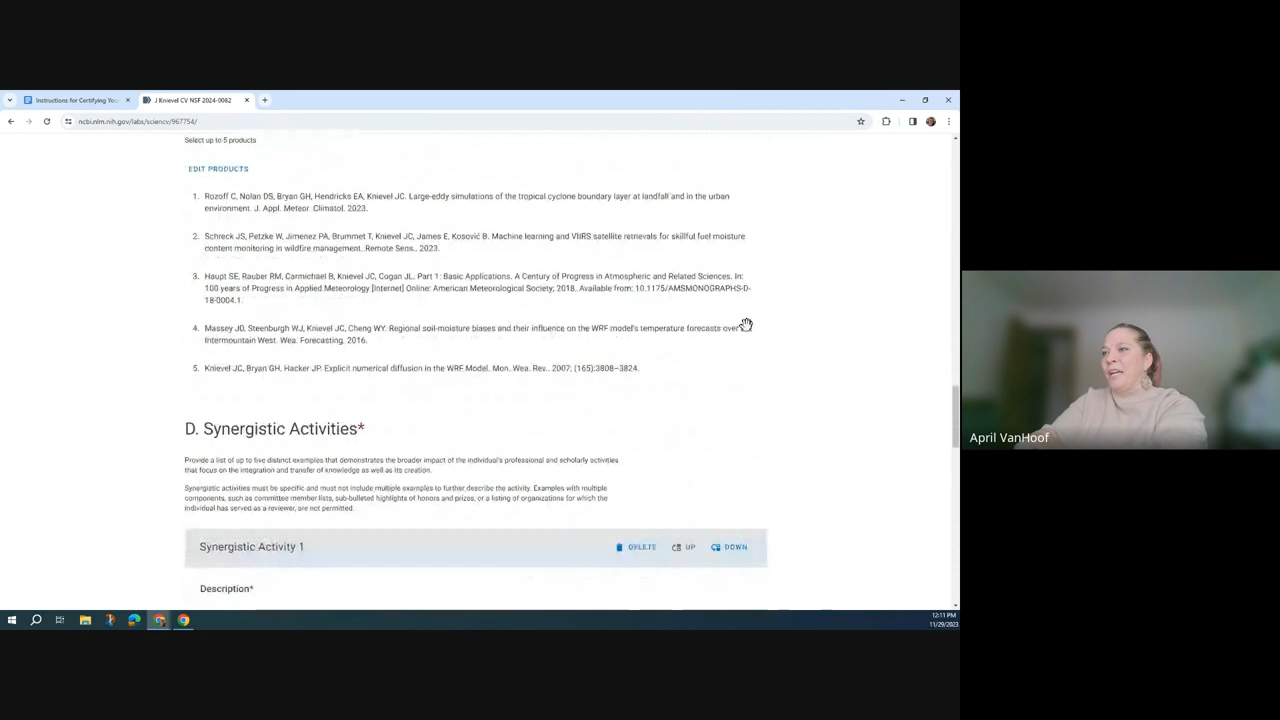 Instructions for Certifying You
J Knievel CV NSF 2024-0082
ncbi.nlm.nih.gov/labs/sciencv/967754/
Select up to 5 products
EDIT PRODUCTS
1. Rozoff C, Nolan DS, Bryan GH, Hendricks EA, Knievel JC. Large-eddy simulations of the tropical cyclone boundary layer at landfall and in the urban
environment. J. Appl. Meteor. Climatol. 2023.
2. Schreck JS, Petzke W, Jimenez PA, Brummet T, Knievel JC, James E, Kosović B. Machine learning and VIIRS satellite retrievals for skillful fuel moisture
content monitoring in wildfire management. Remote Sens.. 2023.
3. Haupt SE, Rauber RM, Carmichael B, Knievel JC, Cogan JL. Part 1: Basic Applications. A Century of Progress in Atmospheric and Related Sciences. In:
100 years of Progress in Applied Meteorology [Internet] Online: American Meteorological Society; 2018. Available from: 10.1175/AMSMONOGRAPHS-D-
18-0004.1.
4. Massey JD, Steenburgh WJ, Knievel JC, Cheng WY. Regional soil-moisture biases and their influence on the WRF model's temperature forecasts over
Intermountain West. Wea. Forecasting. 2016.
5. Knievel JC, Bryan GH, Hacker JP. Explicit numerical diffusion in the WRF Model. Mon. Wea. Rev.. 2007; (165):3808–3824.
D. Synergistic Activities*
Provide a list of up to five distinct examples that demonstrates the broader impact of the individual's professional and scholarly activities
that focus on the integration and transfer of knowledge as well as its creation.
Synergistic activities must be specific and must not include multiple examples to further describe the activity. Examples with multiple
components, such as committee member lists, sub-bulleted highlights of honors and prizes, or a listing of organizations for which the
individual has served as a reviewer, are not permitted.
Synergistic Activity 1 DELETE UP DOWN
Description*
12:11 PM
11/29/2023
April VanHoof